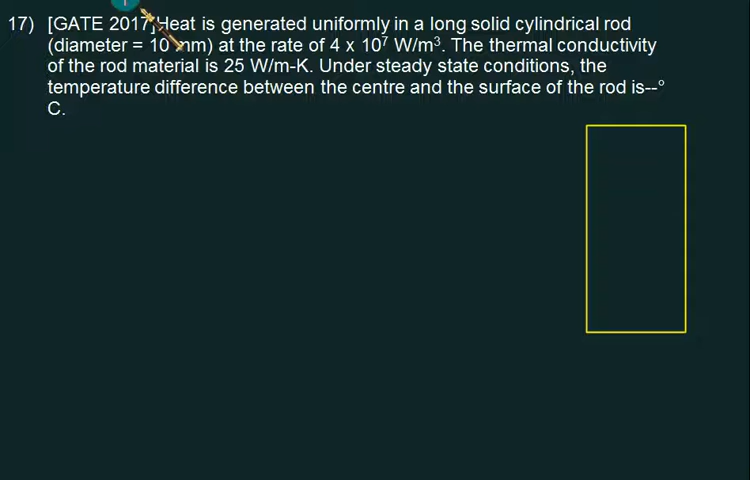 17) [GATE 2017]Heat is generated uniformly in a long solid cylindrical rod
(diameter = 10 mm) at the rate of 4 x 10⁷ W/m³. The thermal conductivity
of the rod material is 25 W/m-K. Under steady state conditions, the
temperature difference between the centre and the surface of the rod is--°
C.